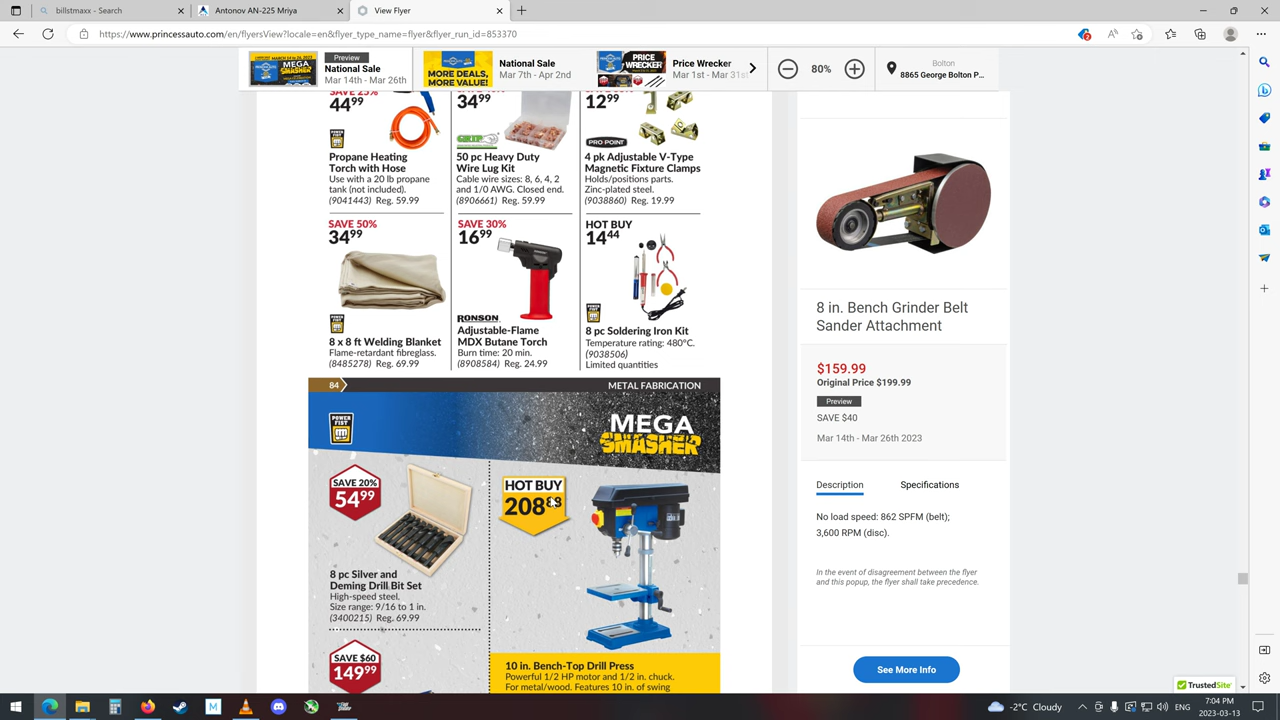 billstmaxx - Search
Antonov AN-225 Mriya
View Flyer
https://www.princessauto.com/en/flyersView?locale=en&flyer_type_name=flyer&flyer_run_id=853370
Preview
National Sale
Mar 14th - Mar 26th
MEGA
SMASHER
MORE DEALS,
MORE VALUE!
National Sale
Mar 7th - Apr 2nd
PRICE
WRECKER
Price Wrecker
Mar 1st - Mar 31st
80%
Bolton
8865 George Bolton P...
SAVE 25%
44 99
34 99
12 99
GRIP
PRO POINT
POWER FIST
Propane Heating
Torch with Hose
Use with a 20 lb propane
tank (not included).
(9041443) Reg. 59.99
50 pc Heavy Duty
Wire Lug Kit
Cable wire sizes: 8, 6, 4, 2
and 1/0 AWG. Closed end.
(8906661) Reg. 59.99
4 pk Adjustable V-Type
Magnetic Fixture Clamps
Holds/positions parts.
Zinc-plated steel.
(9038860) Reg. 19.99
SAVE 50%
34 99
POWER FIST
8 x 8 ft Welding Blanket
Flame-retardant fibreglass.
(8485278) Reg. 69.99
SAVE 30%
16 99
RONSON
Adjustable-Flame
MDX Butane Torch
Burn time: 20 min.
(8908584) Reg. 24.99
HOT BUY
14 44
POWER FIST
8 pc Soldering Iron Kit
Temperature rating: 480°C.
(9038506)
Limited quantities
84
METAL FABRICATION
POWER
FIST
MEGA
SMASHER
SAVE 20%
54 99
8 pc Silver and
Deming Drill Bit Set
High-speed steel,
Size range: 9/16 to 1 in.
(3400215) Reg. 69.99
SAVE $60
149 99
HOT BUY
208 88
10 in. Bench-Top Drill Press
Powerful 1/2 HP motor and 1/2 in. chuck.
For metal/wood. Features 10 in. of swing
8 in. Bench Grinder Belt
Sander Attachment
$159.99
Original Price $199.99
Preview
SAVE $40
Mar 14th - Mar 26th 2023
Description
Specifications
No load speed: 862 SPFM (belt);
3,600 RPM (disc).
In the event of disagreement between the flyer
and this popup, the flyer shall take precedence.
See More Info
TrustedSite
-2°C Cloudy
ENG
7:04 PM
2023-03-13